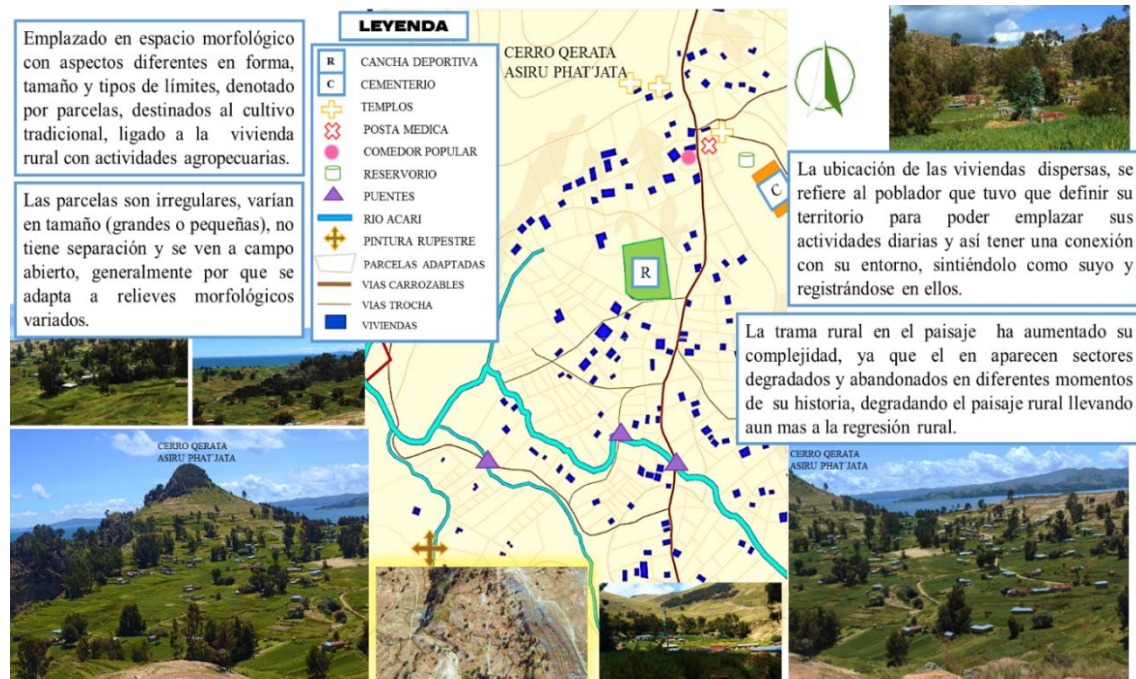 Emplazado en espacio morfológico
con aspectos diferentes en forma,
tamaño y tipos de límites, denotado
por parcelas, destinados al cultivo
tradicional, ligado a la vivienda
rural con actividades agropecuarias.
Las parcelas son irregulares, varían
en tamaño (grandes o pequeñas), no
tiene separación y se ven a campo
abierto, generalmente por que se
adapta a relieves morfológicos
variados.
LEYENDA
R CANCHA DEPORTIVA
C CEMENTERIO
TEMPLOS
POSTA MEDICA
COMEDOR POPULAR
RESERVORIO
PUENTES
RIO ACARI
PINTURA RUPESTRE
PARCELAS ADAPTADAS
VIAS CARROZABLES
VIAS TROCHA
VIVIENDAS
CERRO QERATA
ASIRU PHAT´JATA
R
C
La ubicación de las viviendas dispersas, se
refiere al poblador que tuvo que definir su
territorio para poder emplazar sus
actividades diarias y así tener una conexión
con su entorno, sintiéndolo como suyo y
registrándose en ellos.
La trama rural en el paisaje ha aumentado su
complejidad, ya que el en aparecen sectores
degradados y abandonados en diferentes momentos
de su historia, degradando el paisaje rural llevando
aun mas a la regresión rural.
CERRO QERATA
ASIRU PHAT´JATA
CERRO QERATA
ASIRU PHAT´JATA